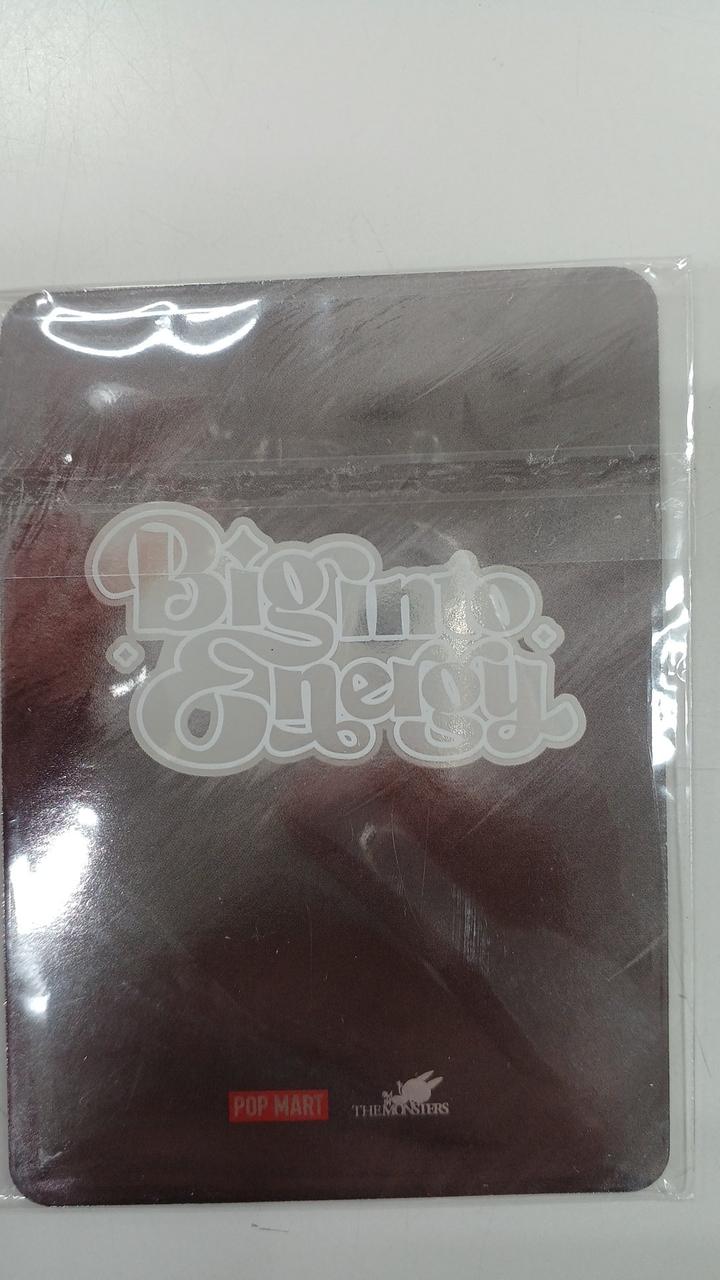 Big into
Energy
POP MART
THE MONSTERS